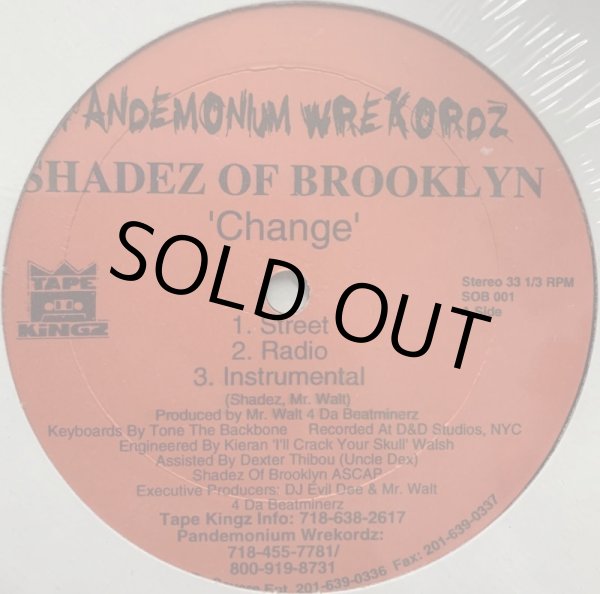 PANDEMONIUM WREKORDZ
SHADEZ OF BROOKLYN
'Change'
TAPE
KINGZ
Stereo 33 1/3 RPM
SOB 001
Side
SOLD OUT
1. Street
2. Radio
3. Instrumental
(Shadez, Mr. Walt)
Produced by Mr. Walt 4 Da Beatminerz
Keyboards By Tone The Backbone Recorded At D&D Studios, NYC
Engineered By Kieran 'I'll Crack Your Skull' Walsh
Assisted By Dexter Thibou (Uncle Dex)
Shadez Of Brooklyn ASCAP
Executive Producers: DJ Evil Dee & Mr. Walt
4 Da Beatminerz
Tape Kingz Info: 718-638-2617
Pandemonium Wrekordz:
718-455-7781/
800-919-8731
Ent. 201-639-0336 Fax: 201-639-0337